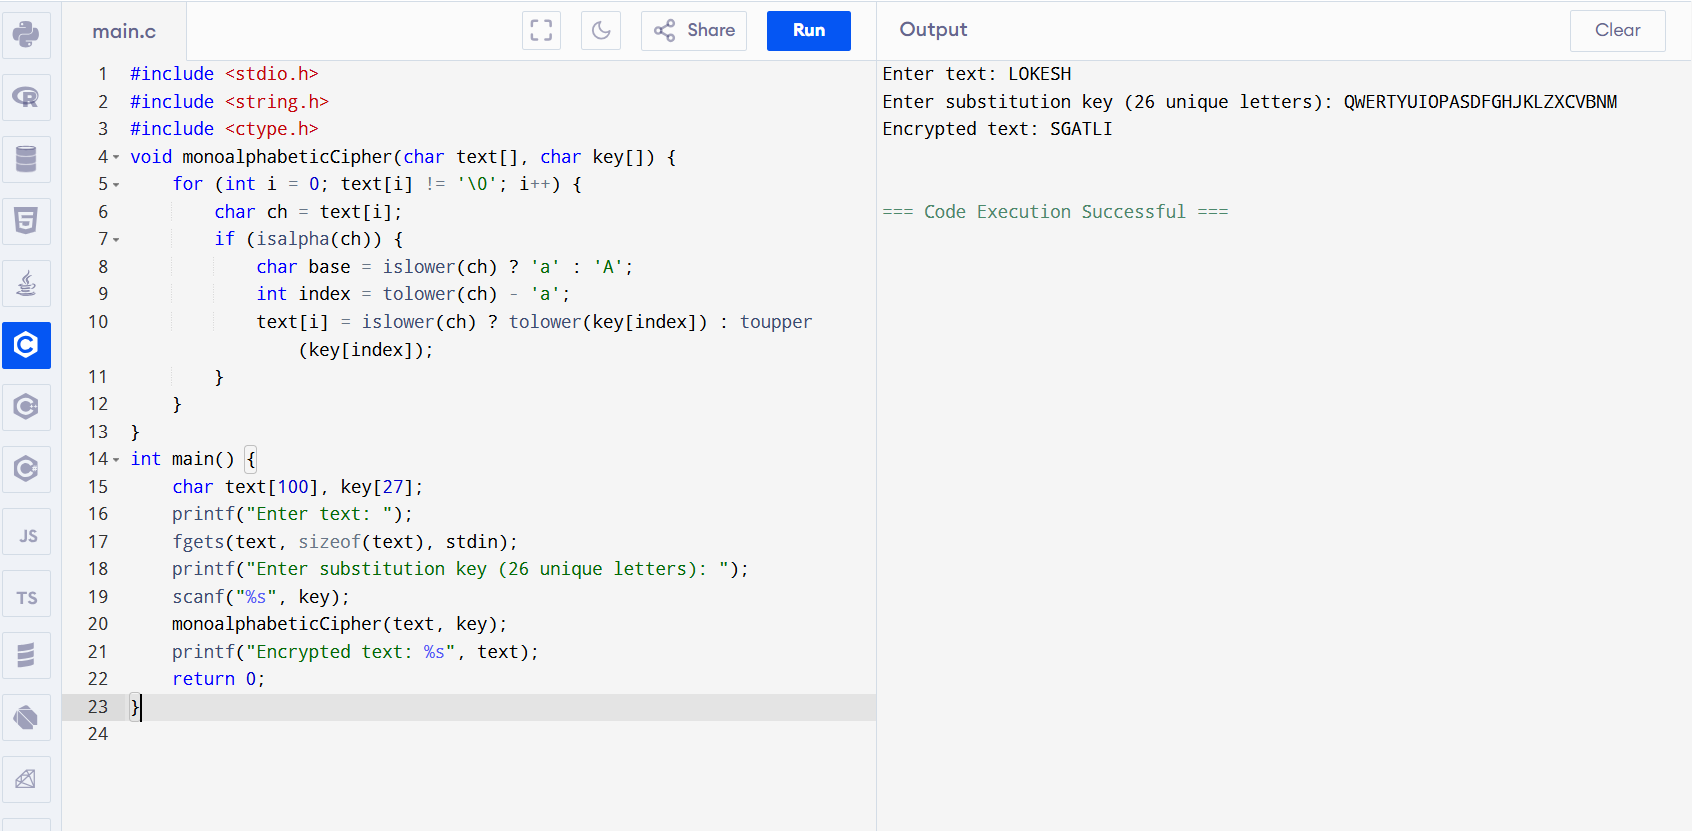 main.c
Share
Run
Output
Clear
1 #include <stdio.h>
2 #include <string.h>
3 #include <ctype.h>
4 void monoalphabeticCipher(char text[], char key[]) {
5     for (int i = 0; text[i] != '\0'; i++) {
6         char ch = text[i];
7         if (isalpha(ch)) {
8             char base = islower(ch) ? 'a' : 'A';
9             int index = tolower(ch) - 'a';
10             text[i] = islower(ch) ? tolower(key[index]) : toupper
                (key[index]);
11         }
12     }
13 }
14 int main() {
15     char text[100], key[27];
16     printf("Enter text: ");
17     fgets(text, sizeof(text), stdin);
18     printf("Enter substitution key (26 unique letters): ");
19     scanf("%s", key);
20     monoalphabeticCipher(text, key);
21     printf("Encrypted text: %s", text);
22     return 0;
23 }
24
Enter text: LOKESH
Enter substitution key (26 unique letters): QWERTYUIOPASDFGHJKLZXCVBNM
Encrypted text: SGATLI
=== Code Execution Successful ===
R
5
C
C++
C#
JS
TS